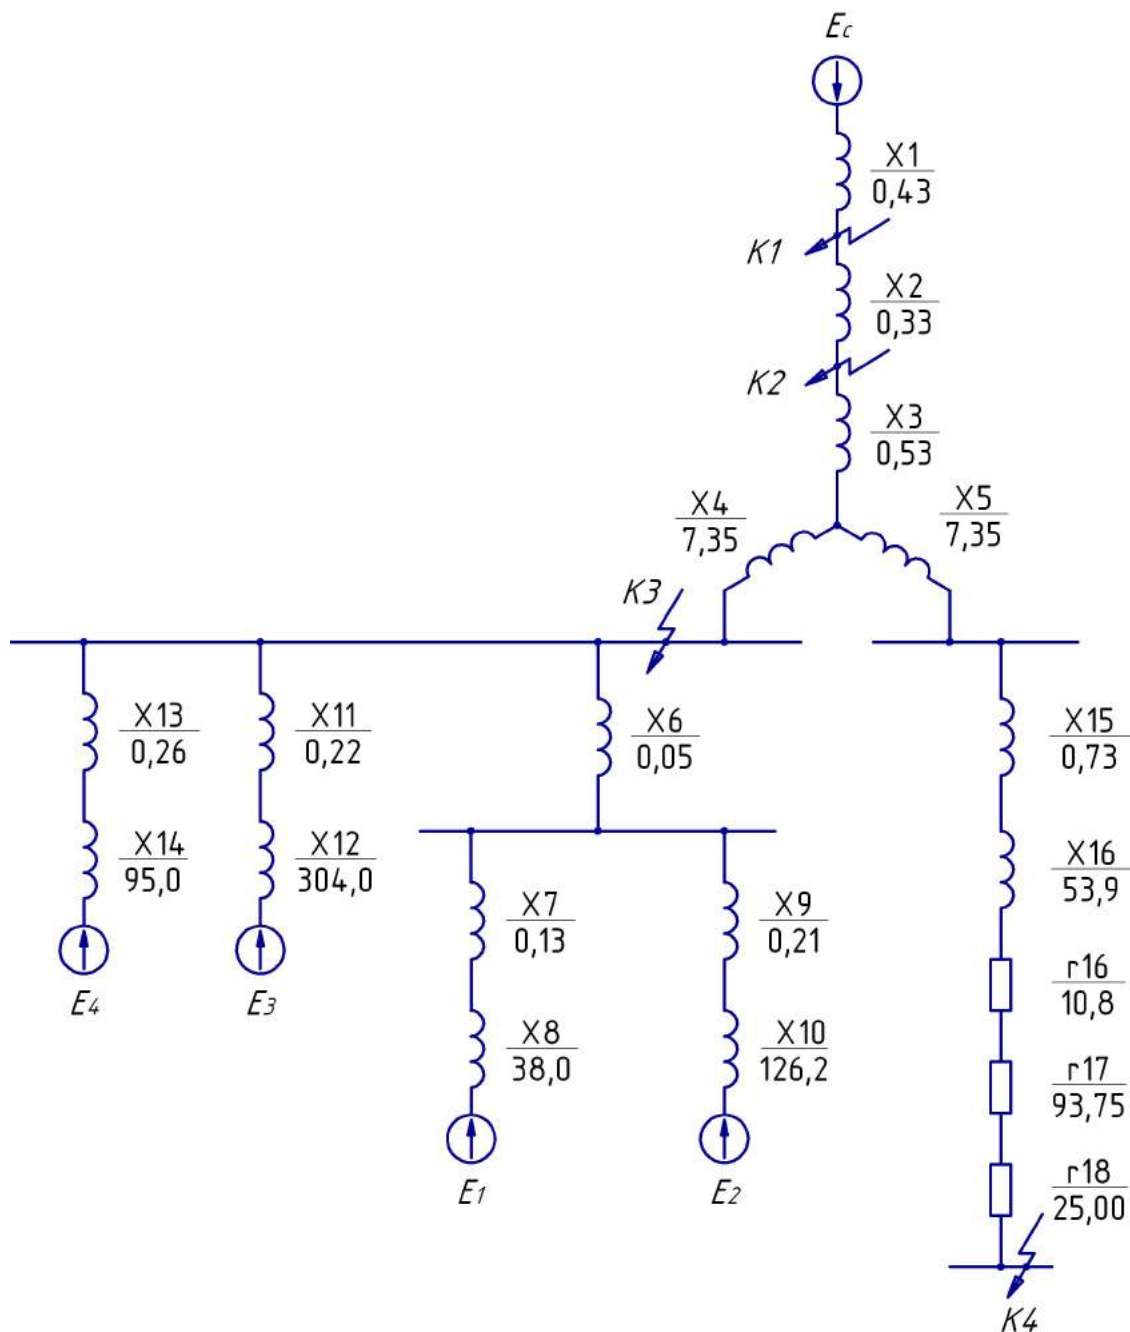 Ec
X1
0,43
K1
X2
0,33
K2
X3
0,53
X4
7,35
X5
7,35
K3
X13
0,26
X11
0,22
X6
0,05
X15
0,73
X14
95,0
X12
304,0
X16
53,9
X7
0,13
X9
0,21
E4
E3
r16
10,8
X8
38,0
X10
126,2
r17
93,75
E1
E2
r18
25,00
K4